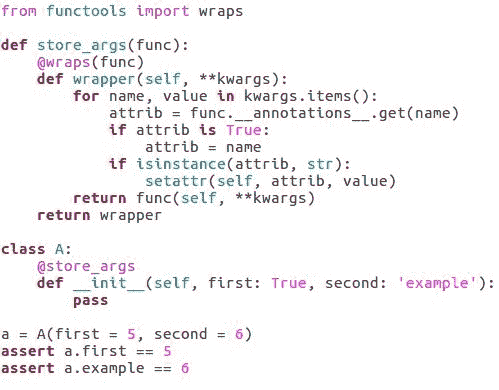 from functools import wraps
def store_args(func):
    @wraps(func)
    def wrapper(self, **kwargs):
        for name, value in kwargs.items():
            attrib = func.__annotations__.get(name)
            if attrib is True:
                attrib = name
            if isinstance(attrib, str):
                setattr(self, attrib, value)
        return func(self, **kwargs)
    return wrapper
class A:
    @store_args
    def __init__(self, first: True, second: 'example'):
        pass
a = A(first = 5, second = 6)
assert a.first == 5
assert a.example == 6